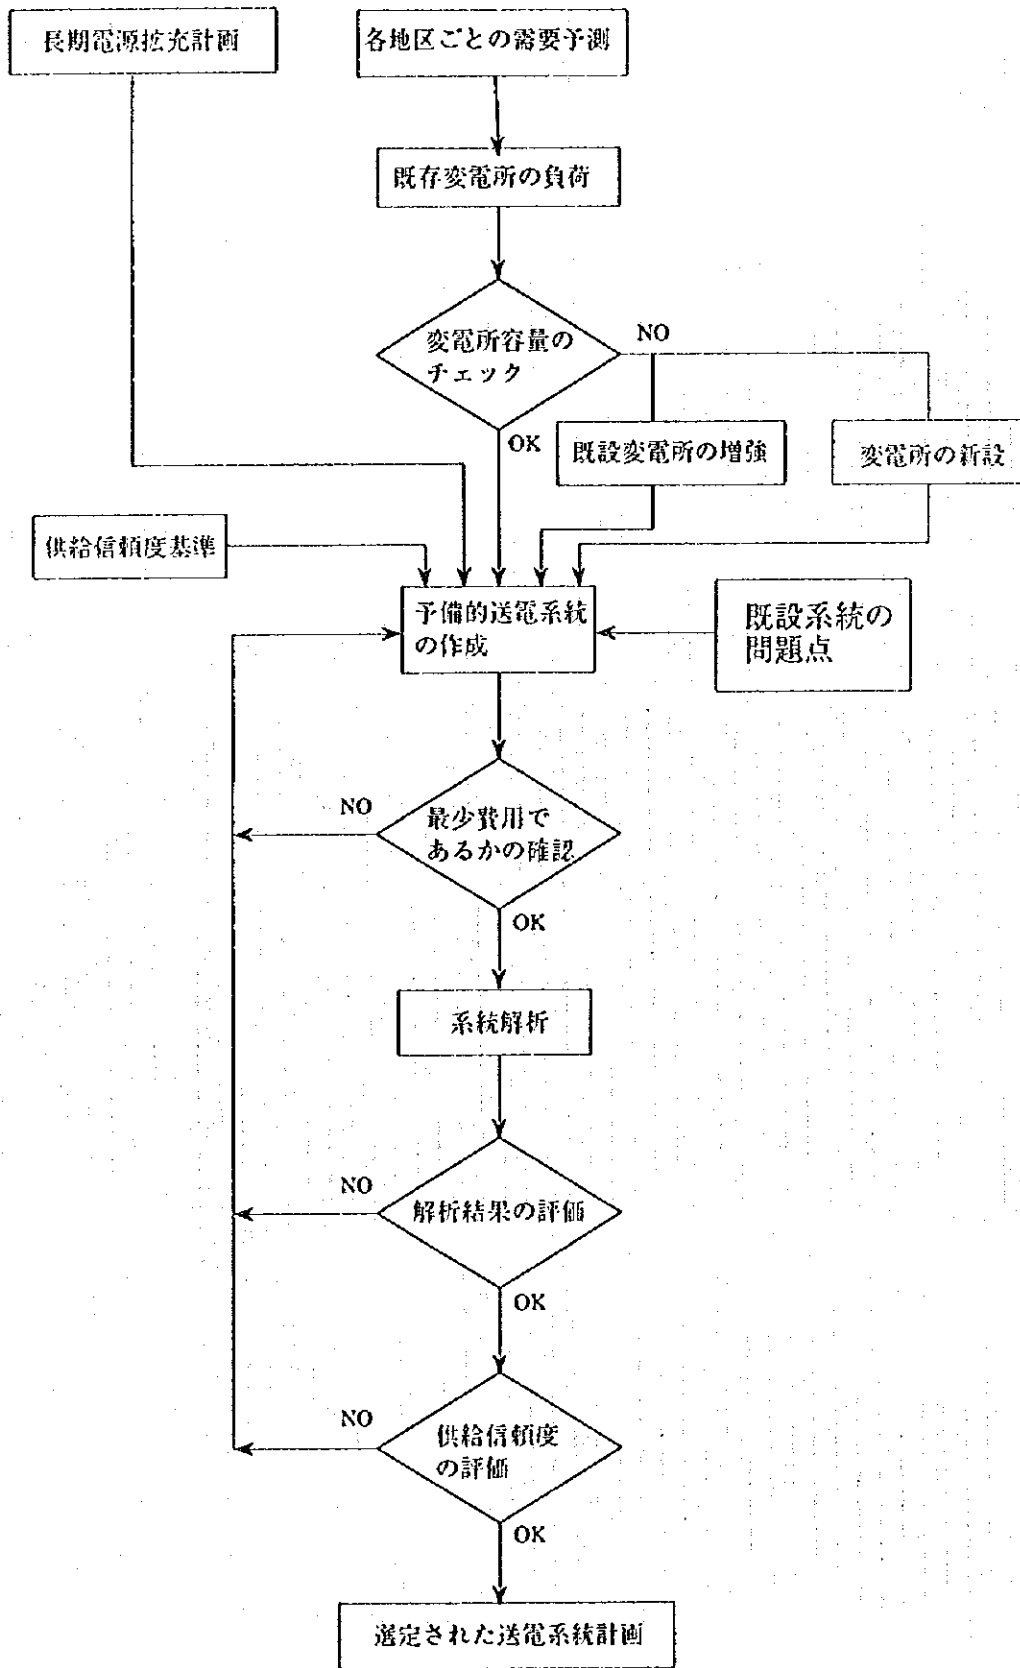 長期電源拡充計画
各地区ごとの需要予測
既存変電所の負荷
変電所容量の
チェック
NO
OK
既設変電所の増強
変電所の新設
供給信頼度基準
予備的送電系統
の作成
既設系統の
問題点
NO
最少費用で
あるかの確認
OK
系統解析
NO
解析結果の評価
OK
NO
供給信頼度
の評価
OK
選定された送電系統計画